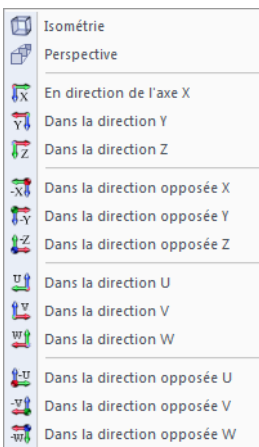 Isométrie
Perspective
X En direction de l'axe X
Y Dans la direction Y
Z Dans la direction Z
-X Dans la direction opposée X
-Y Dans la direction opposée Y
-Z Dans la direction opposée Z
U Dans la direction U
V Dans la direction V
W Dans la direction W
-U Dans la direction opposée U
-V Dans la direction opposée V
-W Dans la direction opposée W